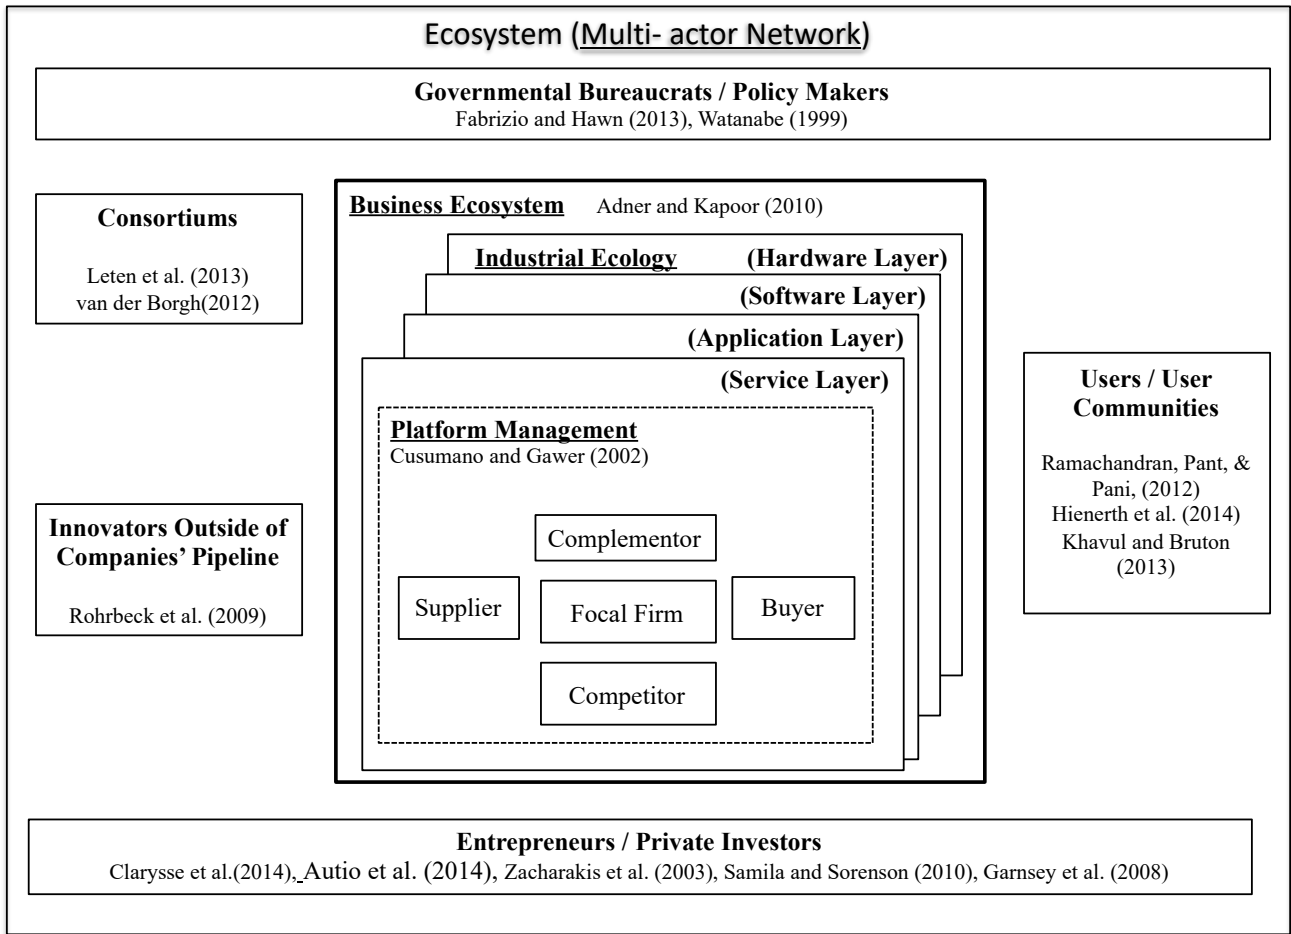 Ecosystem (Multi- actor Network)
Governmental Bureaucrats / Policy Makers
Fabrizio and Hawn (2013), Watanabe (1999)
Consortiums
Leten et al. (2013)
van der Borgh(2012)
Innovators Outside of
Companies’ Pipeline
Rohrbeck et al. (2009)
Business Ecosystem Adner and Kapoor (2010)
Industrial Ecology (Hardware Layer)
(Software Layer)
(Application Layer)
(Service Layer)
Platform Management
Cusumano and Gawer (2002)
Complementor
Supplier
Focal Firm
Buyer
Competitor
Users / User
Communities
Ramachandran, Pant, &
Pani, (2012)
Hienerth et al. (2014)
Khavul and Bruton
(2013)
Entrepreneurs / Private Investors
Clarysse et al.(2014), Autio et al. (2014), Zacharakis et al. (2003), Samila and Sorenson (2010), Garnsey et al. (2008)